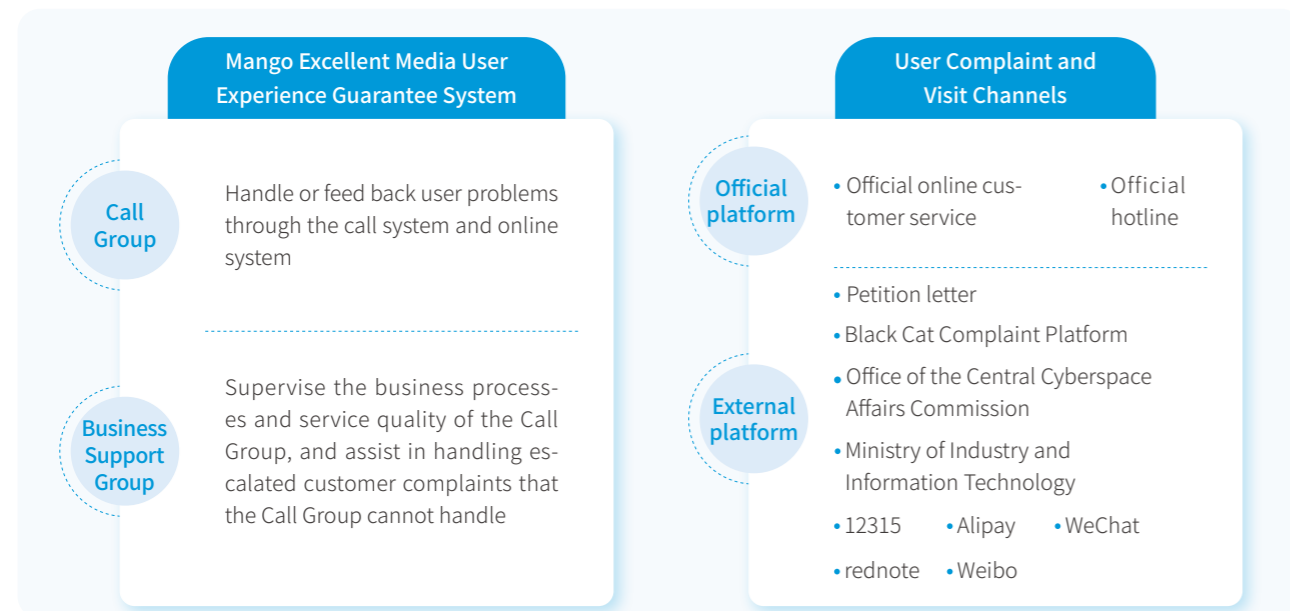 Mango Excellent Media User
Experience Guarantee System
Call
Group
Handle or feed back user problems
through the call system and online
system
Business
Support
Group
Supervise the business process-
es and service quality of the Call
Group, and assist in handling es-
calated customer complaints that
the Call Group cannot handle
User Complaint and
Visit Channels
Official
platform
• Official online cus-
tomer service
• Official
hotline
External
platform
• Petition letter
• Black Cat Complaint Platform
• Office of the Central Cyberspace
Affairs Commission
• Ministry of Industry and
Information Technology
• 12315 • Alipay • WeChat
• rednote • Weibo